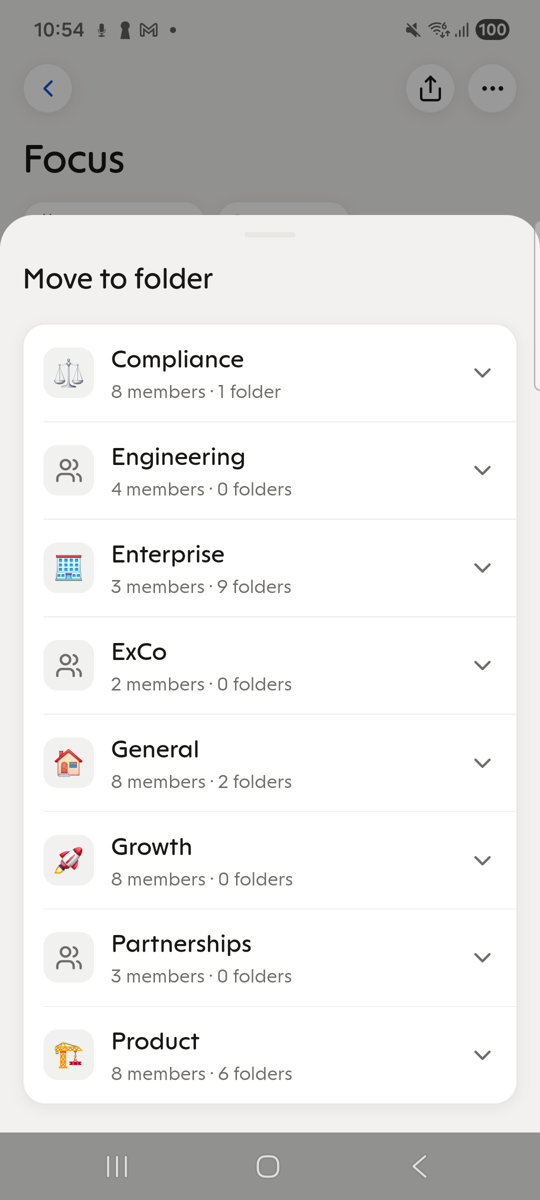 10:54
100
Focus
Move to folder
Compliance
8 members · 1 folder
Engineering
4 members · 0 folders
Enterprise
3 members · 9 folders
ExCo
2 members · 0 folders
General
8 members · 2 folders
Growth
8 members · 0 folders
Partnerships
3 members · 0 folders
Product
8 members · 6 folders